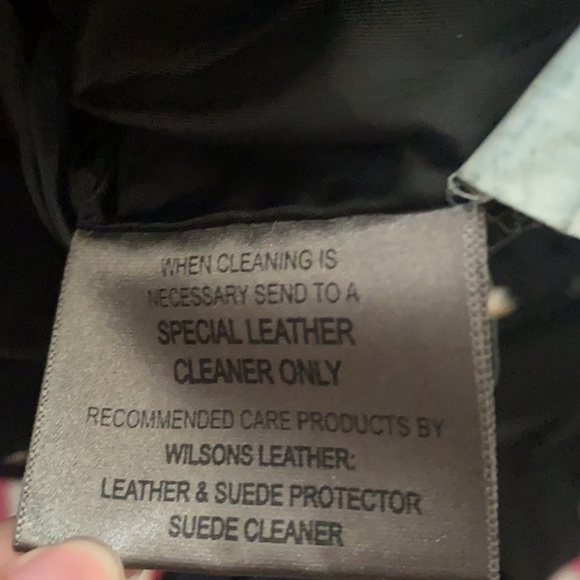 WHEN CLEANING IS
NECESSARY SEND TO A
SPECIAL LEATHER
CLEANER ONLY
RECOMMENDED CARE PRODUCTS BY
WILSONS LEATHER:
LEATHER & SUEDE PROTECTOR
SUEDE CLEANER